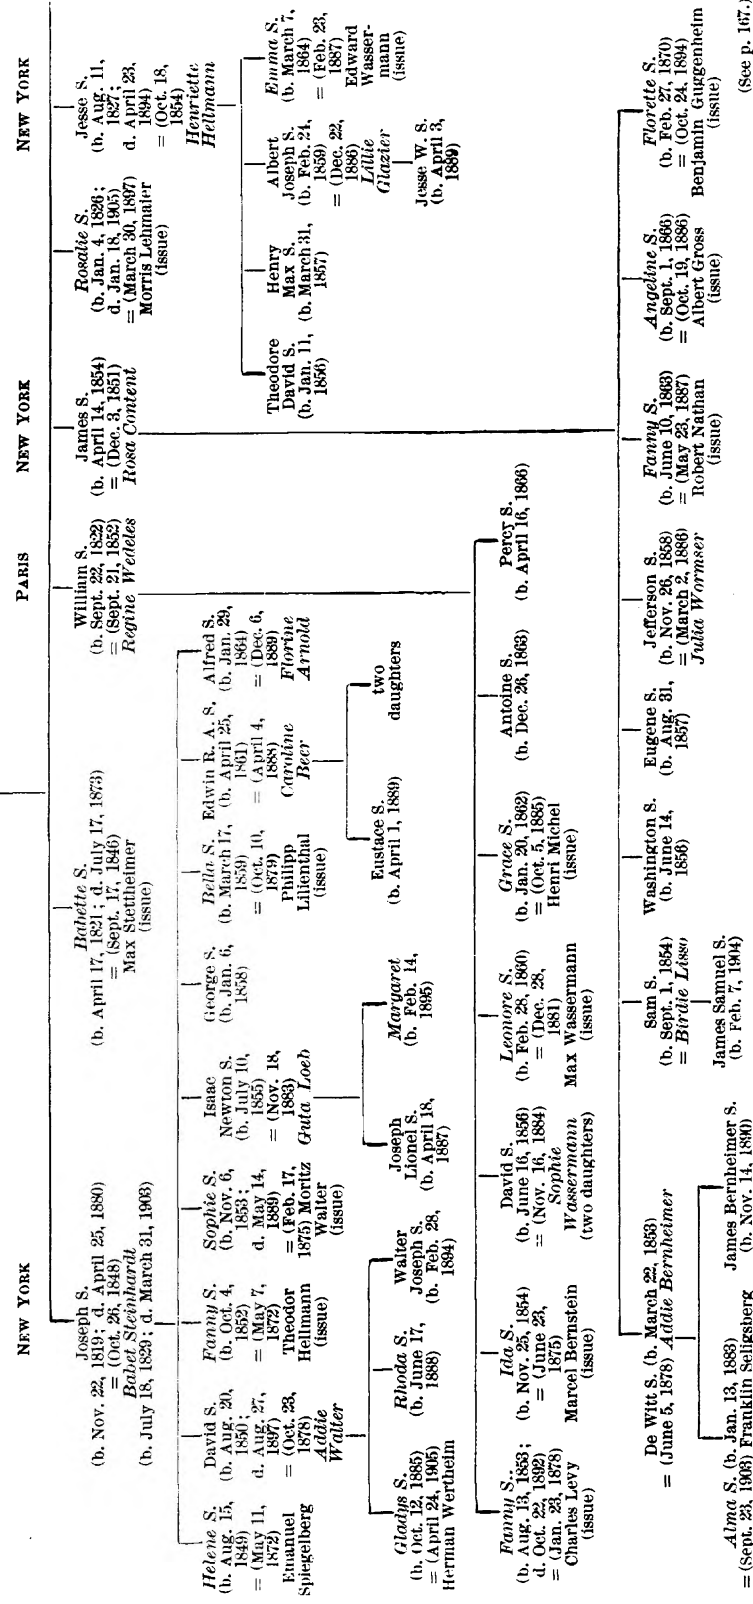 NEW YORK
PARIS
NEW YORK
NEW YORK
Joseph S.
(b. Nov. 22, 1819; d. April 25, 1880)
= (Oct. 26, 1848)
Babet Steinhardt
(b. July 18, 1829; d. March 31, 1903)
Babette S.
(b. April 17, 1821; d. July 17, 1873)
= (Sept. 17, 1846)
Max Stettheimer
(issue)
William S.
(b. Sept. 22, 1822)
= (Sept. 21, 1852)
Regine Wedeles
James S.
(b. April 14, 1854)
= (Dec. 3, 1851)
Rosa Content
Rosalie S.
(b. Jan. 4, 1826;
d. Jan. 18, 1905)
= (March 30, 1897)
Morris Lehmaier
(issue)
Jesse S.
(b. Aug. 11,
1827;
d. April 23,
1894)
= (Oct. 18,
1854)
Henriette
Hellmann
Helene S.
(b. Aug. 15,
1849)
= (May 11,
1872)
Emanuel
Spiegelberg
David S.
(b. Aug. 20,
1850;
d. Aug. 27,
1897)
= (Oct. 23,
1878)
Addie
Walter
Fanny S.
(b. Oct. 4,
1852)
= (May 7,
1872)
Theodor
Hellmann
(issue)
Sophie S.
(b. Nov. 6,
1853;
d. May 14,
1889)
= (Feb. 17,
1875) Moritz
Walter
(issue)
Isaac
Newton S.
(b. July 10,
1855)
= (Nov. 18,
1883)
Guta Loeb
George S.
(b. Jan. 6,
1858)
Bella S.
(b. March 17,
1859)
= (Oct. 10,
1879)
Philipp
Lilienthal
(issue)
Edwin R. A. S.
(b. April 25,
1861)
= (April 4,
1888)
Caroline
Beer
Alfred S.
(b. Jan. 29,
1864)
= (Dec. 6,
1889)
Florine
Arnold
Theodore
David S.
(b. Jan. 11,
1856)
Henry
Max S.
(b. March 31,
1857)
Albert
Joseph S.
(b. Feb. 24,
1859)
= (Dec. 22,
1886)
Lillie
Glazier
Emma S.
(b. March 7,
1864)
= (Feb. 23,
1887)
Edward
Wasser-
mann
(issue)
Jesse W. S.
(b. April 3,
1889)
Gladys S.
(b. Oct. 12, 1885)
= (April 24, 1905)
Herman Wertheim
Rhoda S.
(b. June 17,
1888)
Walter
Joseph S.
(b. Feb. 28,
1894)
Joseph
Lionel S.
(b. April 18,
1887)
Margaret
(b. Feb. 14,
1895)
Eustace S.
(b. April 1, 1889)
two
daughters
Fanny S..
(b. Aug. 13, 1853;
d. Oct. 22, 1892)
= (Jan. 23, 1878)
Charles Levy
(issue)
Ida S.
(b. Nov. 25, 1854)
= (June 23,
1875)
Marcel Bernstein
(issue)
David S.
(b. June 16, 1856)
= (Nov. 16, 1884)
Sophie
Wassermann
(two daughters)
Leonore S.
(b. Feb. 28, 1860)
= (Dec. 28,
1881)
Max Wassermann
(issue)
Grace S.
(b. Jan. 20, 1862)
= (Oct. 5, 1885)
Henri Michel
(issue)
Antoine S.
(b. Dec. 26, 1863)
Percy S.
(b. April 16, 1866)
De Witt S. (b. March 22, 1853)
= (June 5, 1878) Addie Bernheimer
Sam S.
(b. Sept. 1, 1854)
= Birdie Lisso
Washington S.
(b. June 14,
1856)
Eugene S.
(b. Aug. 31,
1857)
Jefferson S.
(b. Nov. 26, 1858)
= (March 2, 1886)
Julia Wormser
Fanny S.
(b. June 10, 1863)
= (May 23, 1887)
Robert Nathan
(issue)
Angeline S.
(b. Sept. 1, 1866)
= (Oct. 19, 1886)
Albert Gross
(issue)
Florette S.
(b. Feb. 27, 1870)
= (Oct. 24, 1894)
Benjamin Guggenheim
(issue)
Alma S. (b. Jan. 13, 1883)
= (Sept. 23, 1903) Franklin Seligsberg
James Bernheimer S.
(b. Nov. 14, 1890)
James Samuel S.
(b. Feb. 7, 1904)
(See p. 167.)